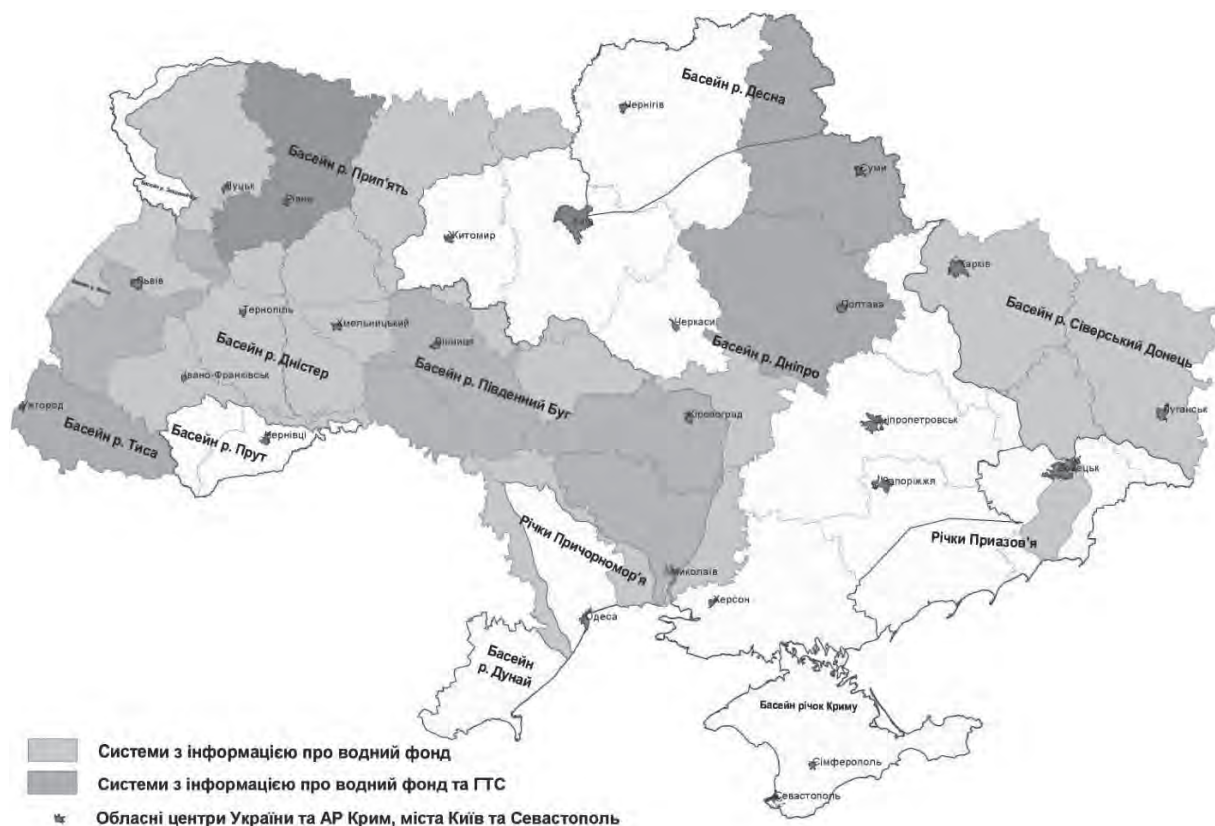 Басейн р. Десна
Чернігів
Басейн р. Прип'ять
Суми
Луцьк
Рівне
Київ
Житомир
Харків
Львів
Басейн р. Сіверський Донець
Тернопіль
Хмельницький
Полтава
Черкаси
Вінниця
Басейн р. Дніпро
Басейн р. Дністер
Івано-Франківськ
Басейн р. Південний Буг
Ужгород
Кіровоград
Луганськ
Дніпропетровськ
Басейн р. Тиса
Басейн р. Прут
Чернівці
Донецьк
Запоріжжя
Річки Причорномор'я
Річки Приазов'я
Миколаїв
Херсон
Одеса
Басейн
р. Дунай
Басейн річок Криму
Сімферополь
Севастополь
Системи з інформацією про водний фонд
Системи з інформацією про водний фонд та ГТС
Обласні центри України та АР Крим, міста Київ та Севастополь